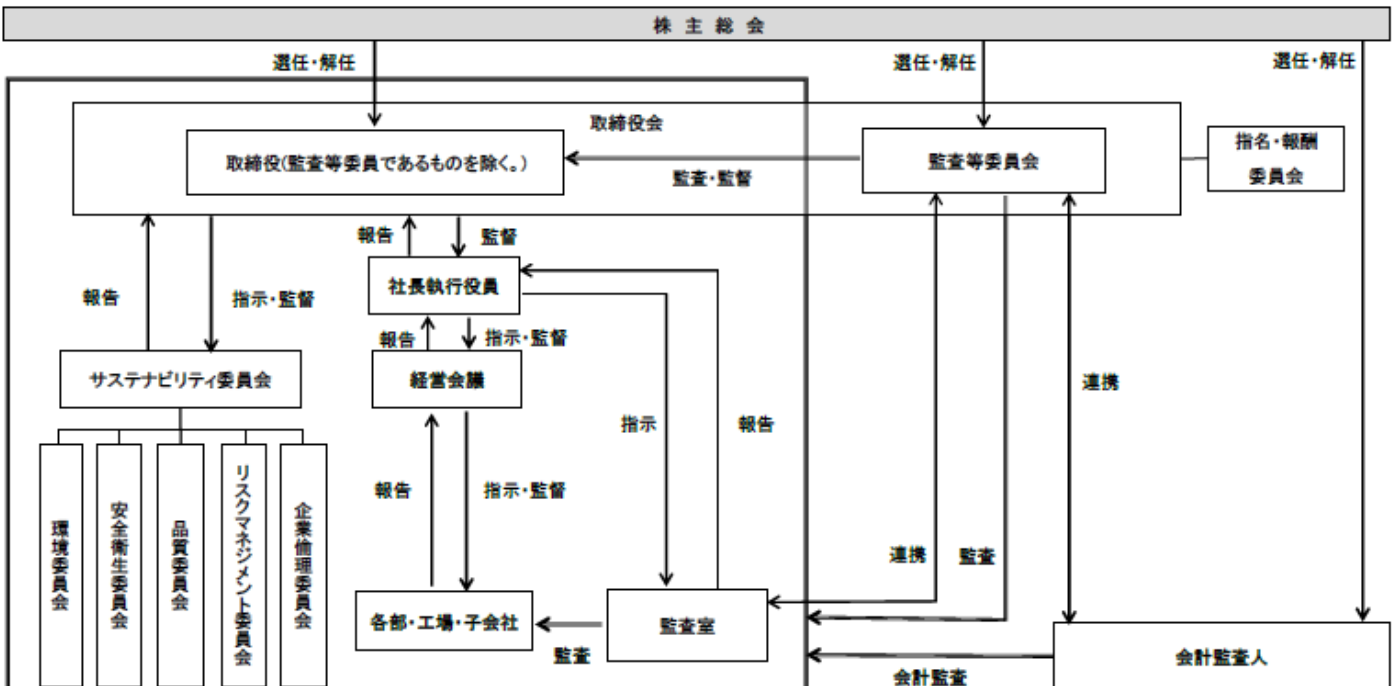 株主総会
選任・解任
選任・解任
選任・解任
取締役会
取締役(監査等委員であるものを除く。)
監査・監督
監査等委員会
指名・報酬
委員会
報告
監督
社長執行役員
報告
指示・監督
報告
指示・監督
サステナビリティ委員会
経営会議
連携
指示
報告
報告
指示・監督
環境委員会
安全衛生委員会
品質委員会
リスクマネジメント委員会
企業倫理委員会
連携
監査
各部・工場・子会社
監査室
監査
会計監査
会計監査人